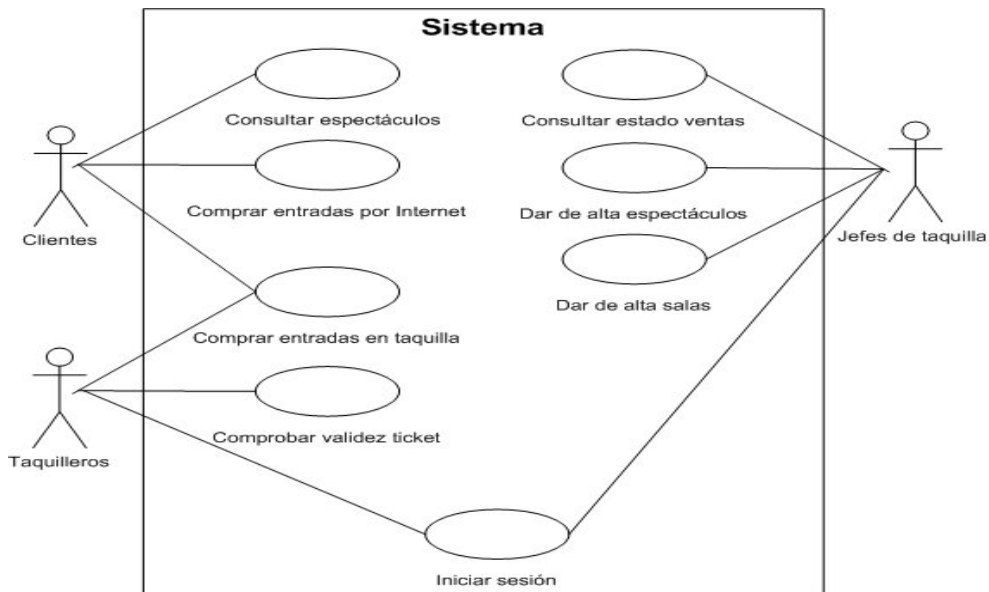 Sistema
Consultar espectáculos
Consultar estado ventas
Comprar entradas por Internet
Dar de alta espectáculos
Clientes
Jefes de taquilla
Dar de alta salas
Comprar entradas en taquilla
Comprobar validez ticket
Taquilleros
Iniciar sesión